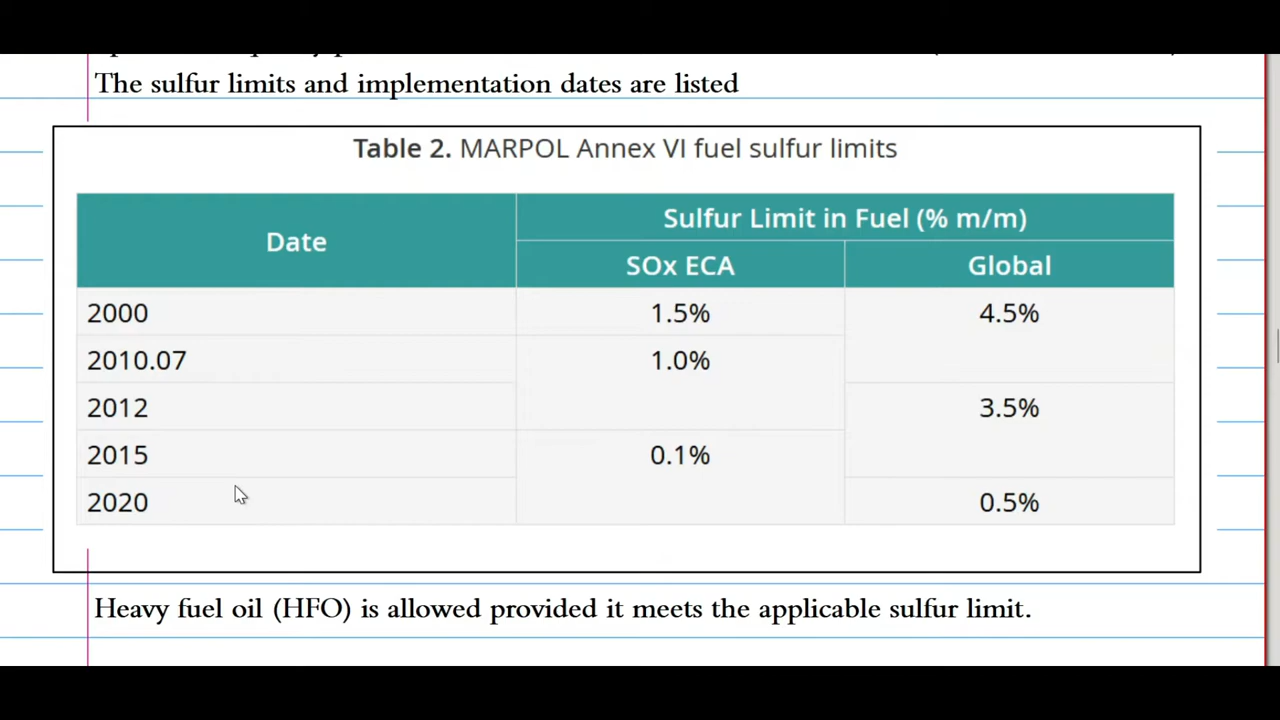 The sulfur limits and implementation dates are listed
Table 2. MARPOL Annex VI fuel sulfur limits
Date
Sulfur Limit in Fuel (% m/m)
SOx ECA Global
2000 1.5% 4.5%
2010.07 1.0%
2012 3.5%
2015 0.1%
2020 0.5%
Heavy fuel oil (HFO) is allowed provided it meets the applicable sulfur limit.